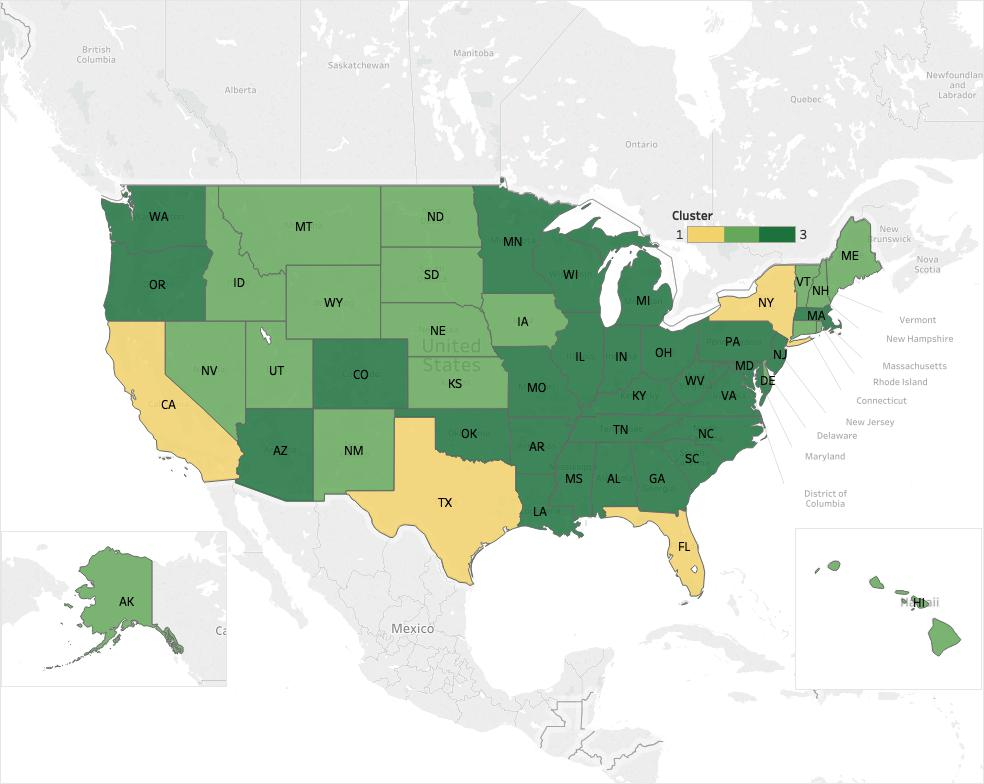 British
Columbia
Alberta
Saskatchewan
Manitoba
Ontario
Quebec
Newfoundlan
and
Labrador
New
Brunswick
Nova
Scotia
Cluster
1
3
WA
MT
ND
MN
OR
ID
SD
WI
WY
MI
NE
IA
NY
VT
NH
ME
MA
United
States
CA
NV
UT
CO
KS
MO
IL
IN
OH
PA
NJ
MD
DE
WV
VA
KY
AZ
NM
OK
AR
TN
NC
SC
TX
LA
MS
AL
GA
FL
Vermont
New Hampshire
Massachusetts
Rhode Island
Connecticut
New Jersey
Delaware
Maryland
District of
Columbia
AK
Ca
Mexico
HI